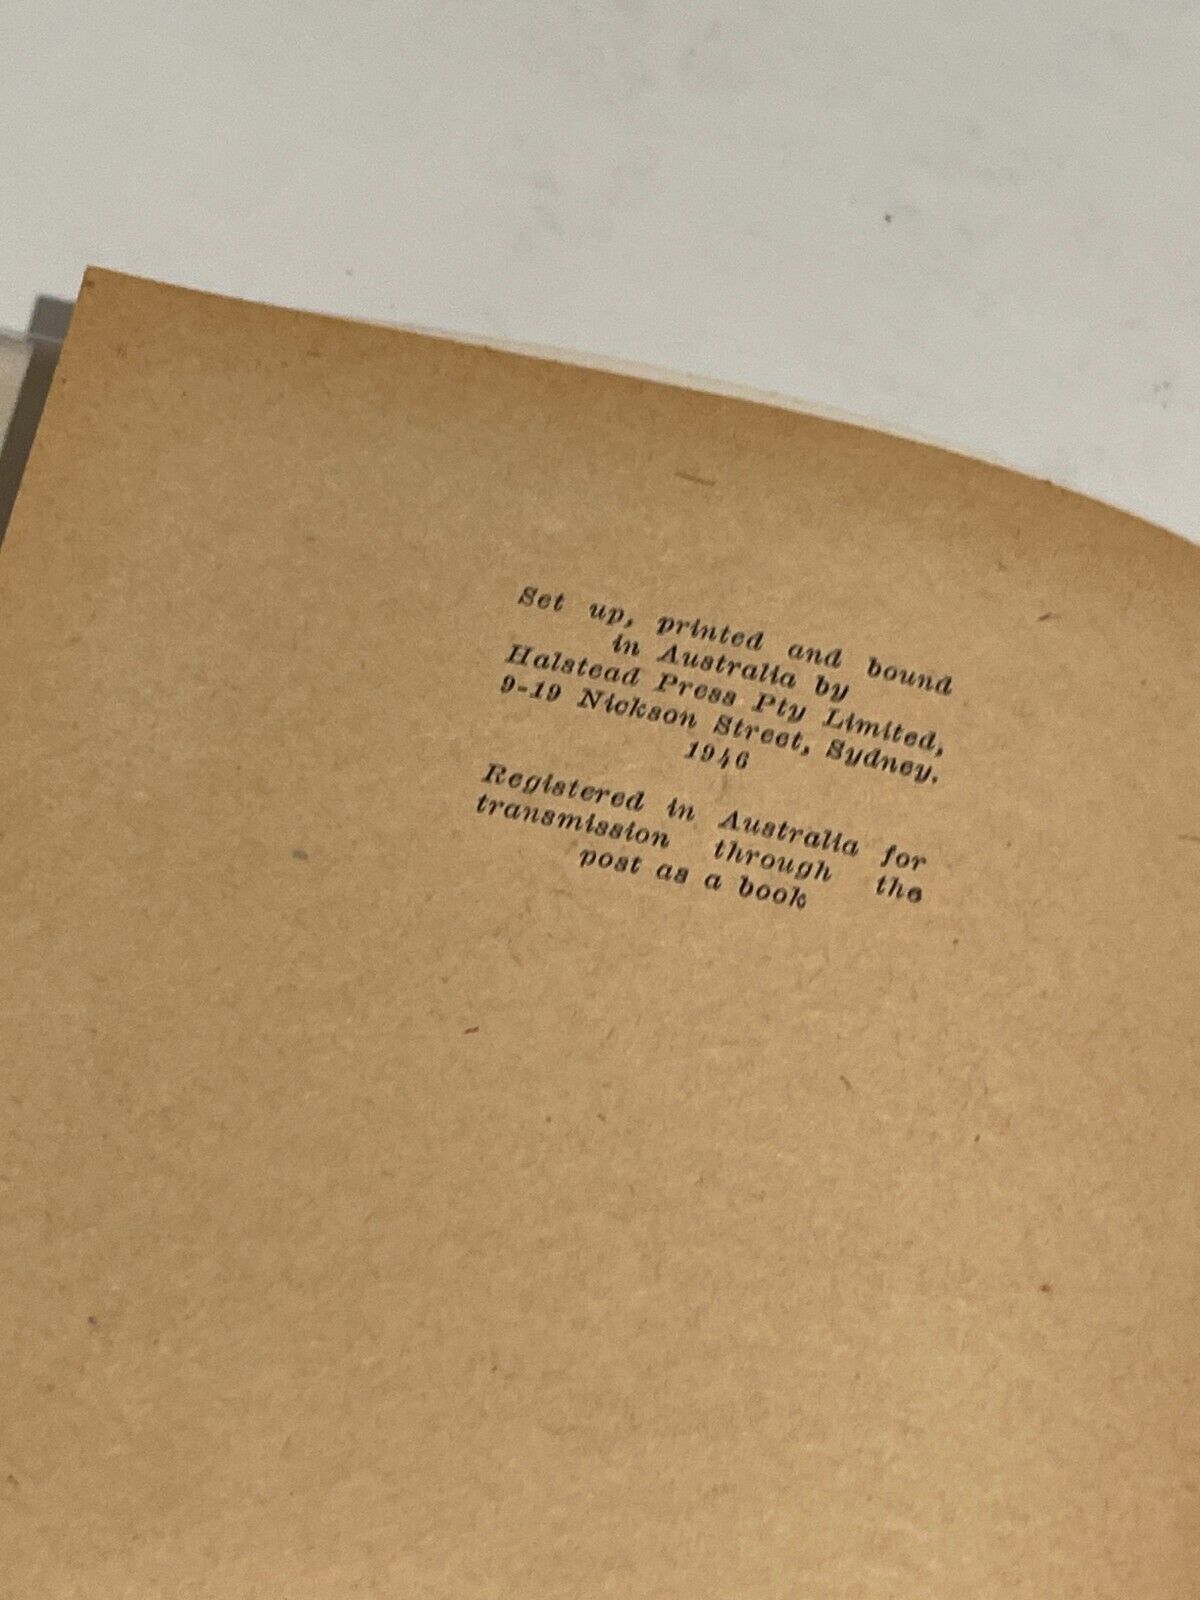 Set up, printed and bound
in Australia by
Halstead Press Pty Limited,
9-19 Nickson Street, Sydney.
1946
Registered in Australia for
transmission through the
post as a book